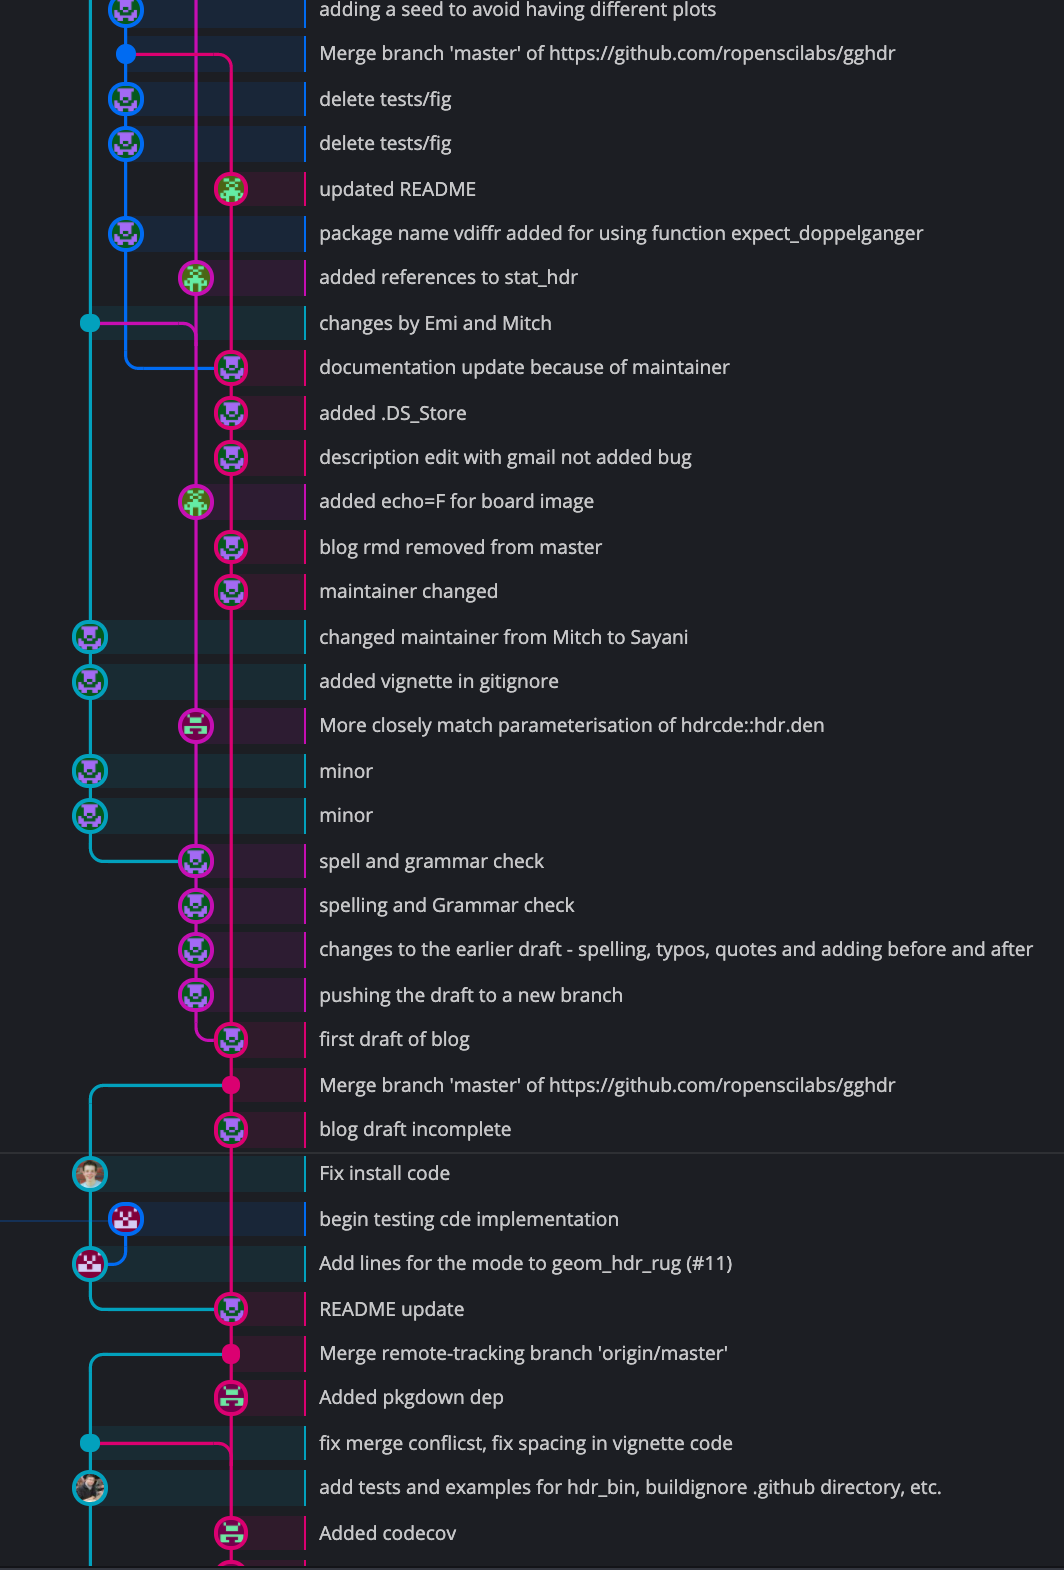 adding a seed to avoid having different plots
Merge branch 'master' of https://github.com/ropenscilabs/gghdr
delete tests/fig
delete tests/fig
updated README
package name vdiffr added for using function expect_doppelganger
added references to stat_hdr
changes by Emi and Mitch
documentation update because of maintainer
added .DS_Store
description edit with gmail not added bug
added echo=F for board image
blog rmd removed from master
maintainer changed
changed maintainer from Mitch to Sayani
added vignette in gitignore
More closely match parameterisation of hdrcde::hdr.den
minor
minor
spell and grammar check
spelling and Grammar check
changes to the earlier draft - spelling, typos, quotes and adding before and after
pushing the draft to a new branch
first draft of blog
Merge branch 'master' of https://github.com/ropenscilabs/gghdr
blog draft incomplete
Fix install code
begin testing cde implementation
Add lines for the mode to geom_hdr_rug (#11)
README update
Merge remote-tracking branch 'origin/master'
Added pkgdown dep
fix merge conflicst, fix spacing in vignette code
add tests and examples for hdr_bin, buildignore .github directory, etc.
Added codecov